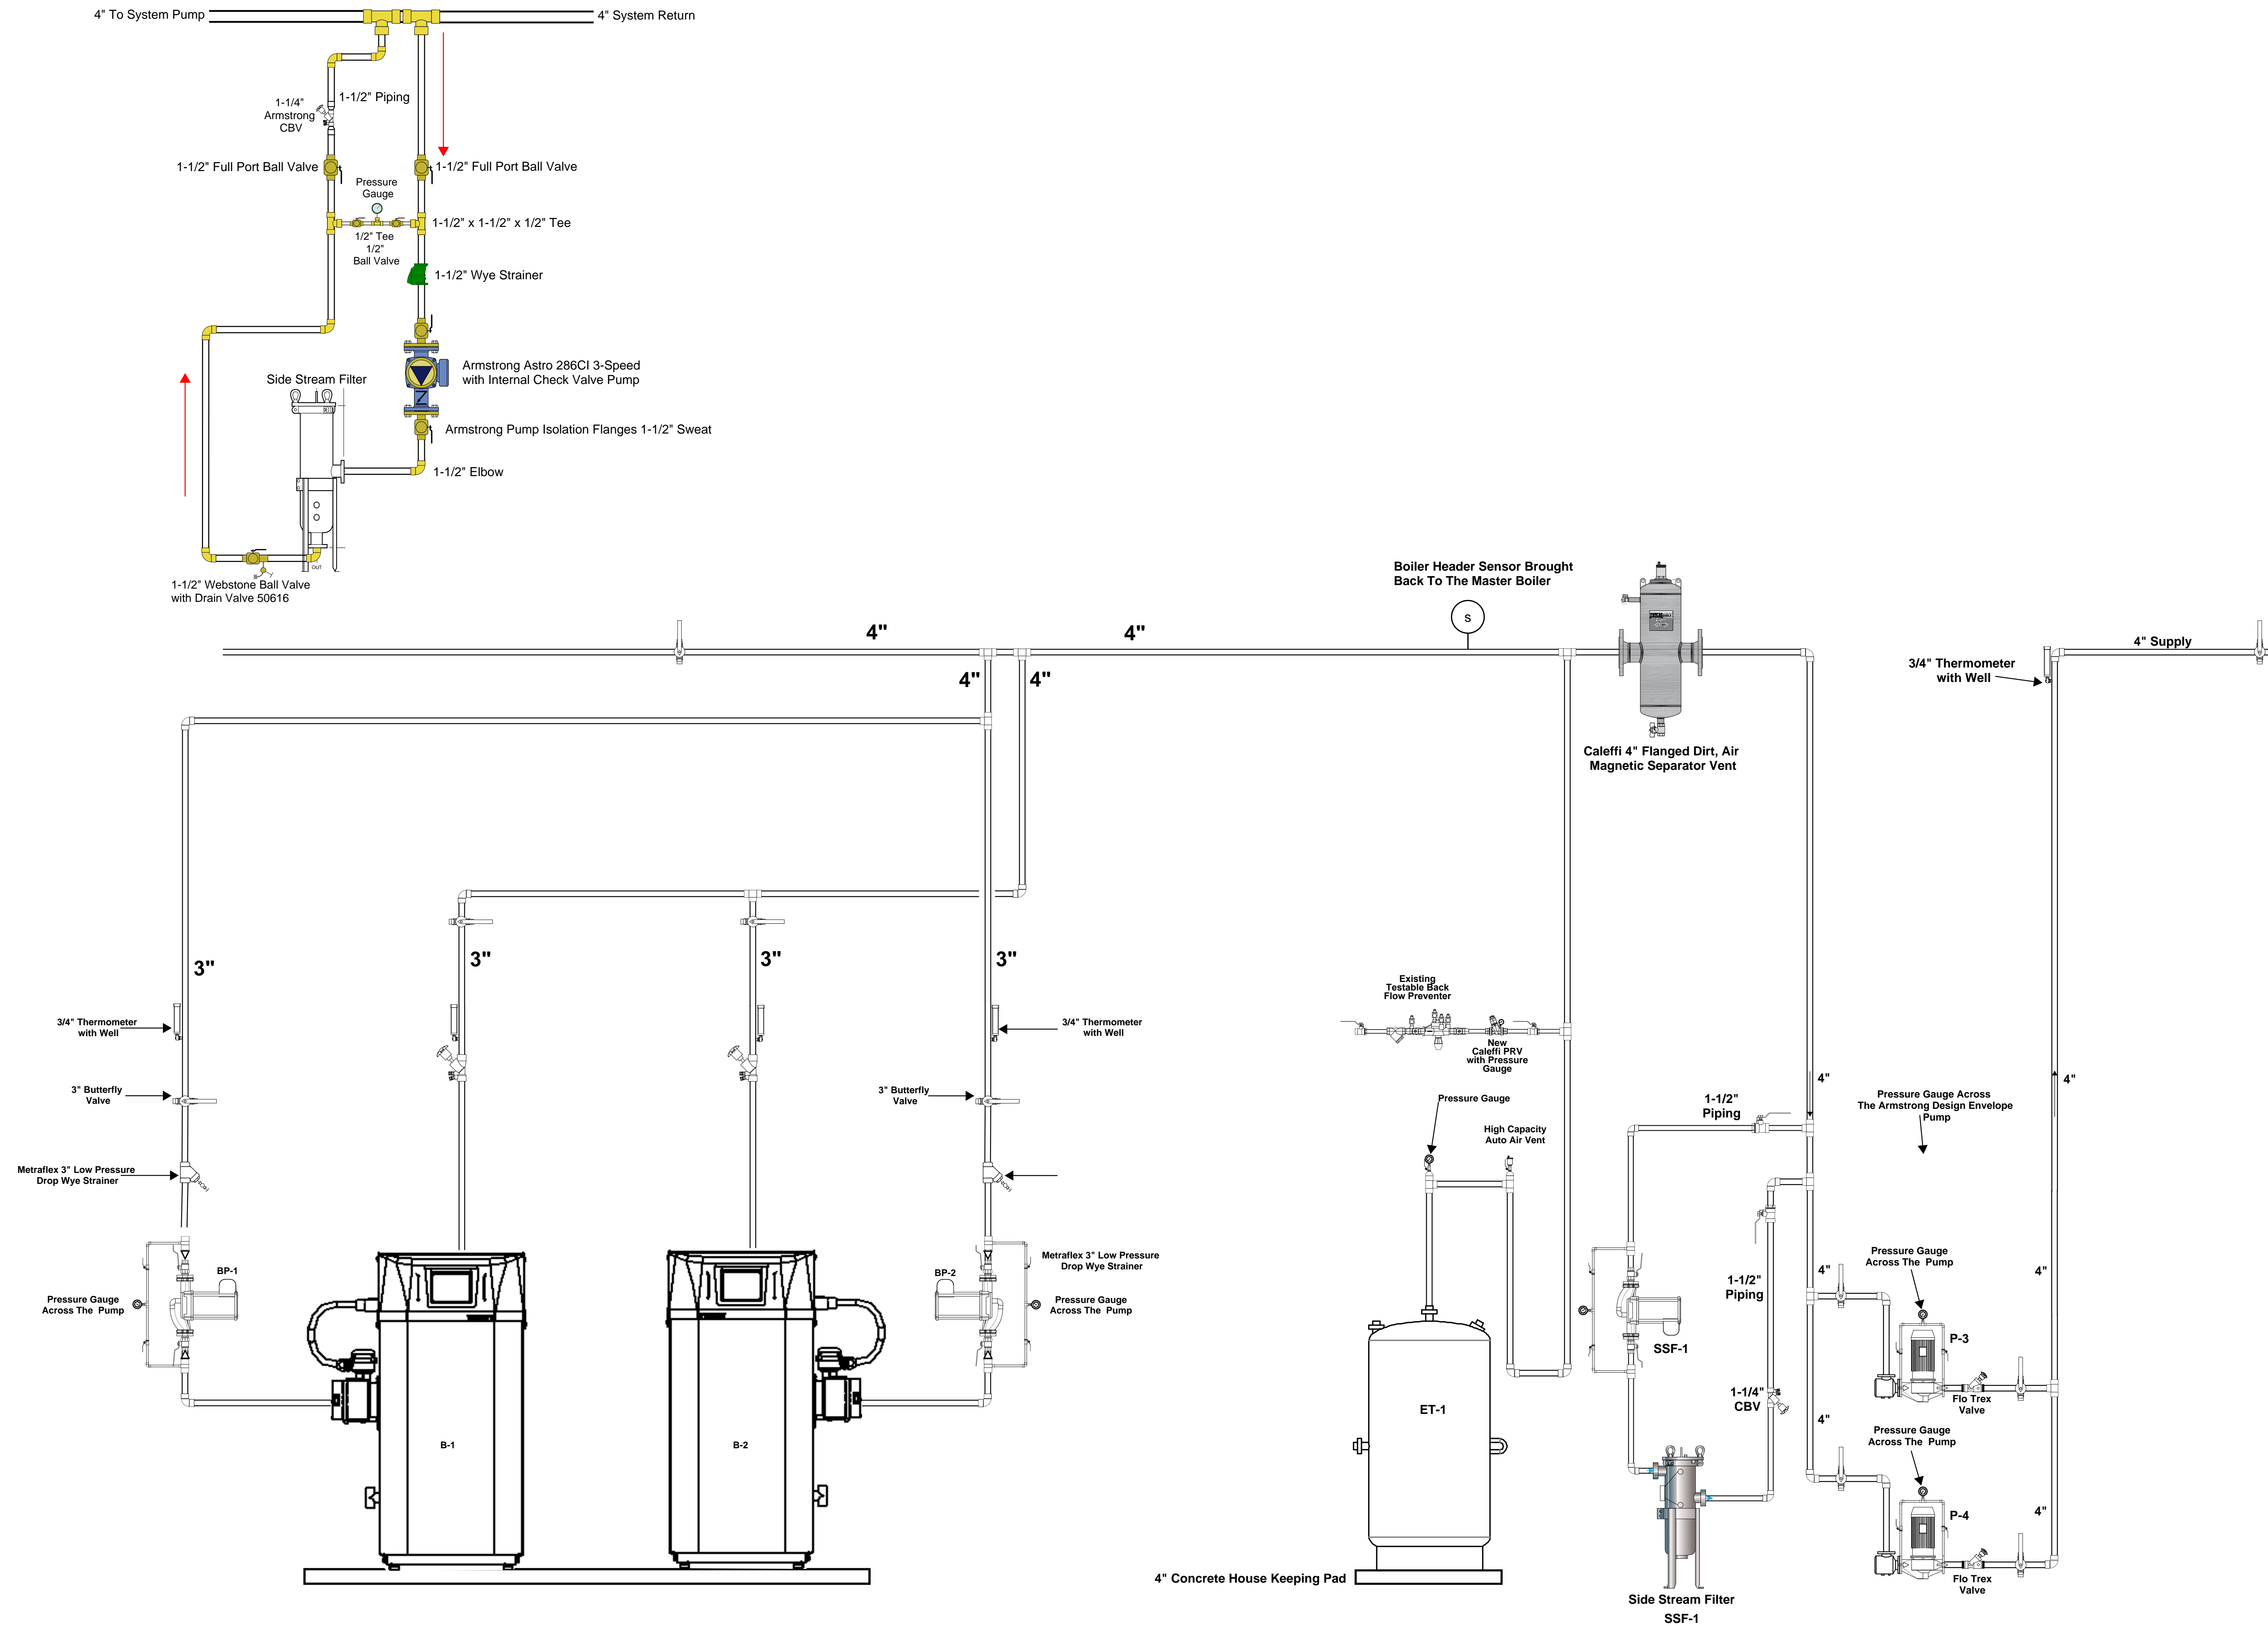 4" To System Pump
4" System Return
1-1/2" Piping
1-1/4"
Armstrong
CBV
1-1/2" Full Port Ball Valve
1-1/2" Full Port Ball Valve
Pressure
Gauge
1-1/2" x 1-1/2" x 1/2" Tee
1/2" Tee
1/2"
Ball Valve
1-1/2" Wye Strainer
Armstrong Astro 286CI 3-Speed
with Internal Check Valve Pump
Side Stream Filter
Armstrong Pump Isolation Flanges 1-1/2" Sweat
1-1/2" Elbow
OUT
1-1/2" Webstone Ball Valve
with Drain Valve 50616
Boiler Header Sensor Brought
Back To The Master Boiler
S
4"
4"
4"
4"
4" Supply
3/4" Thermometer
with Well
Caleffi 4" Flanged Dirt, Air
Magnetic Separator Vent
3"
3"
3"
3"
Existing
Testable Back
Flow Preventer
3/4" Thermometer
with Well
3/4" Thermometer
with Well
New
Caleffi PRV
with Pressure
Gauge
3" Butterfly
Valve
3" Butterfly
Valve
Pressure Gauge
1-1/2"
Piping
4"
4"
Pressure Gauge Across
The Armstrong Design Envelope
Pump
High Capacity
Auto Air Vent
Metraflex 3" Low Pressure
Drop Wye Strainer
Metraflex 3" Low Pressure
Drop Wye Strainer
BP-1
BP-2
Pressure Gauge
Across The Pump
Pressure Gauge
Across The Pump
1-1/2"
Piping
4"
Pressure Gauge
Across The Pump
4"
SSF-1
P-3
1-1/4"
CBV
Flo Trex
Valve
ET-1
4"
Pressure Gauge
Across The Pump
B-1
B-2
P-4
4"
Flo Trex
Valve
4" Concrete House Keeping Pad
Side Stream Filter
SSF-1